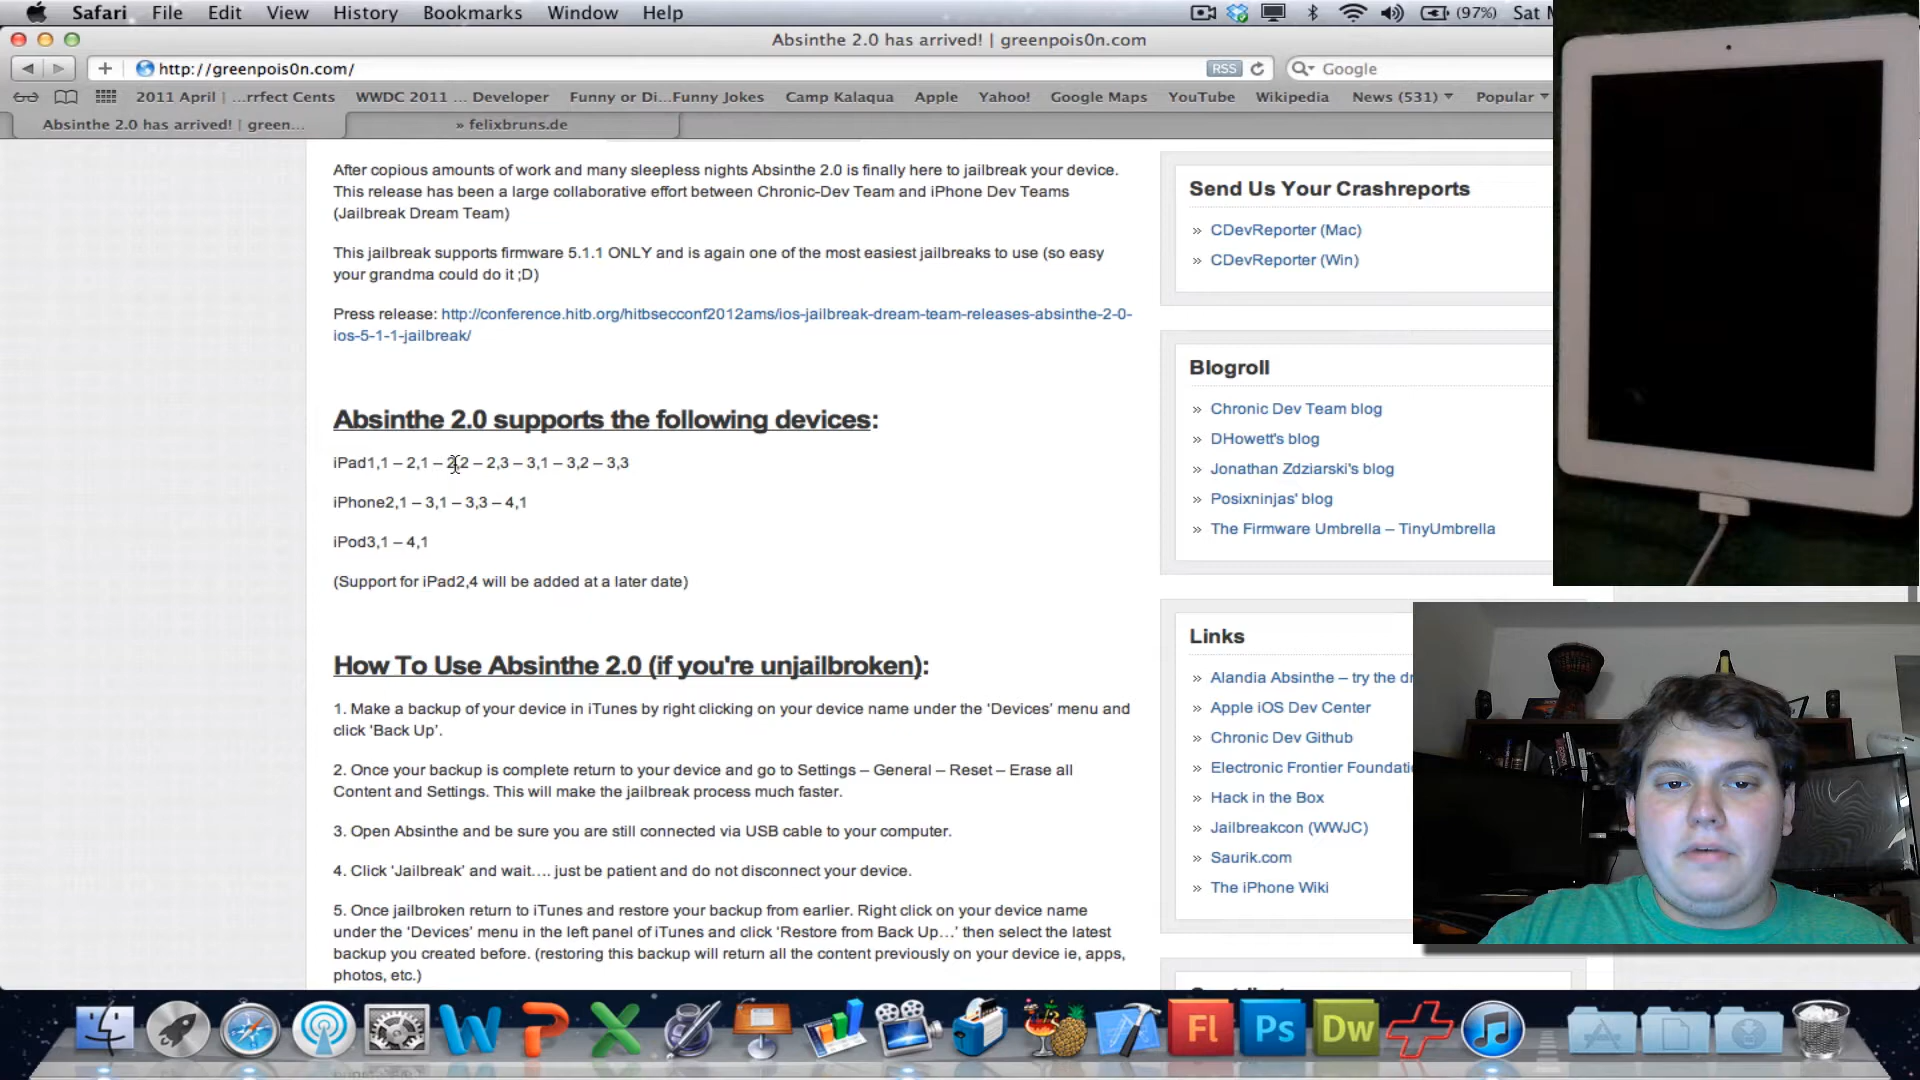 Safari File Edit View History Bookmarks Window Help (97%) Sat
Absinthe 2.0 has arrived! | greenpois0n.com
http://greenpois0n.com/ RSS Google
2011 April | ...rrfect Cents WWDC 2011 ... Developer Funny or Di...Funny Jokes Camp Kalaqua Apple Yahoo! Google Maps YouTube Wikipedia News (531) Popular
Absinthe 2.0 has arrived! | green... » felixbruns.de
After copious amounts of work and many sleepless nights Absinthe 2.0 is finally here to jailbreak your device.
This release has been a large collaborative effort between Chronic-Dev Team and iPhone Dev Teams
(Jailbreak Dream Team)
This jailbreak supports firmware 5.1.1 ONLY and is again one of the most easiest jailbreaks to use (so easy
your grandma could do it ;D)
Press release: http://conference.hitb.org/hitbsecconf2012ams/ios-jailbreak-dream-team-releases-absinthe-2-0-
ios-5-1-1-jailbreak/
Absinthe 2.0 supports the following devices:
iPad1,1 – 2,1 – 2,2 – 2,3 – 3,1 – 3,2 – 3,3
iPhone2,1 – 3,1 – 3,3 – 4,1
iPod3,1 – 4,1
(Support for iPad2,4 will be added at a later date)
How To Use Absinthe 2.0 (if you're unjailbroken):
1. Make a backup of your device in iTunes by right clicking on your device name under the 'Devices' menu and
click 'Back Up'.
2. Once your backup is complete return to your device and go to Settings – General – Reset – Erase all
Content and Settings. This will make the jailbreak process much faster.
3. Open Absinthe and be sure you are still connected via USB cable to your computer.
4. Click 'Jailbreak' and wait…. just be patient and do not disconnect your device.
5. Once jailbroken return to iTunes and restore your backup from earlier. Right click on your device name
under the 'Devices' menu in the left panel of iTunes and click 'Restore from Back Up…' then select the latest
backup you created before. (restoring this backup will return all the content previously on your device ie, apps,
photos, etc.)
Send Us Your Crashreports
» CDevReporter (Mac)
» CDevReporter (Win)
Blogroll
» Chronic Dev Team blog
» DHowett's blog
» Jonathan Zdziarski's blog
» Posixninjas' blog
» The Firmware Umbrella – TinyUmbrella
Links
» Alandia Absinthe – try the
» Apple iOS Dev Center
» Chronic Dev Github
» Electronic Frontier
» Hack in the Box
» Jailbreakcon (WWJC)
» Saurik.com
» The iPhone Wiki
Fl Ps Dw